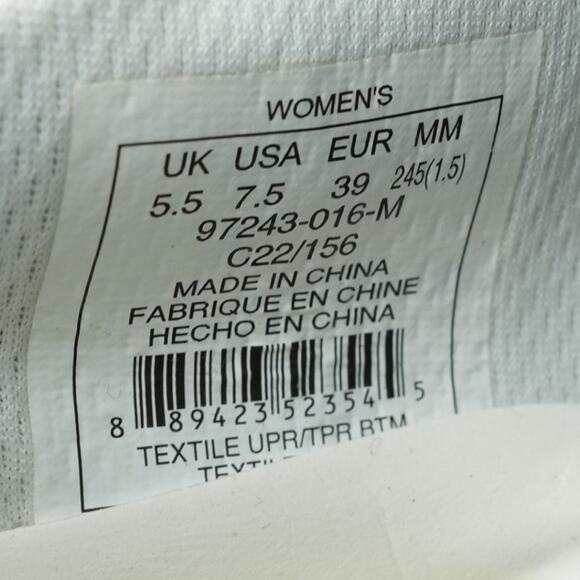 WOMEN'S
UK USA EUR MM
5.5 7.5 39 245(1.5)
97243-016-M
C22/156
MADE IN CHINA
FABRIQUE EN CHINE
HECHO EN CHINA
8 89423 52354 5
TEXTILE UPR/TPR BTM